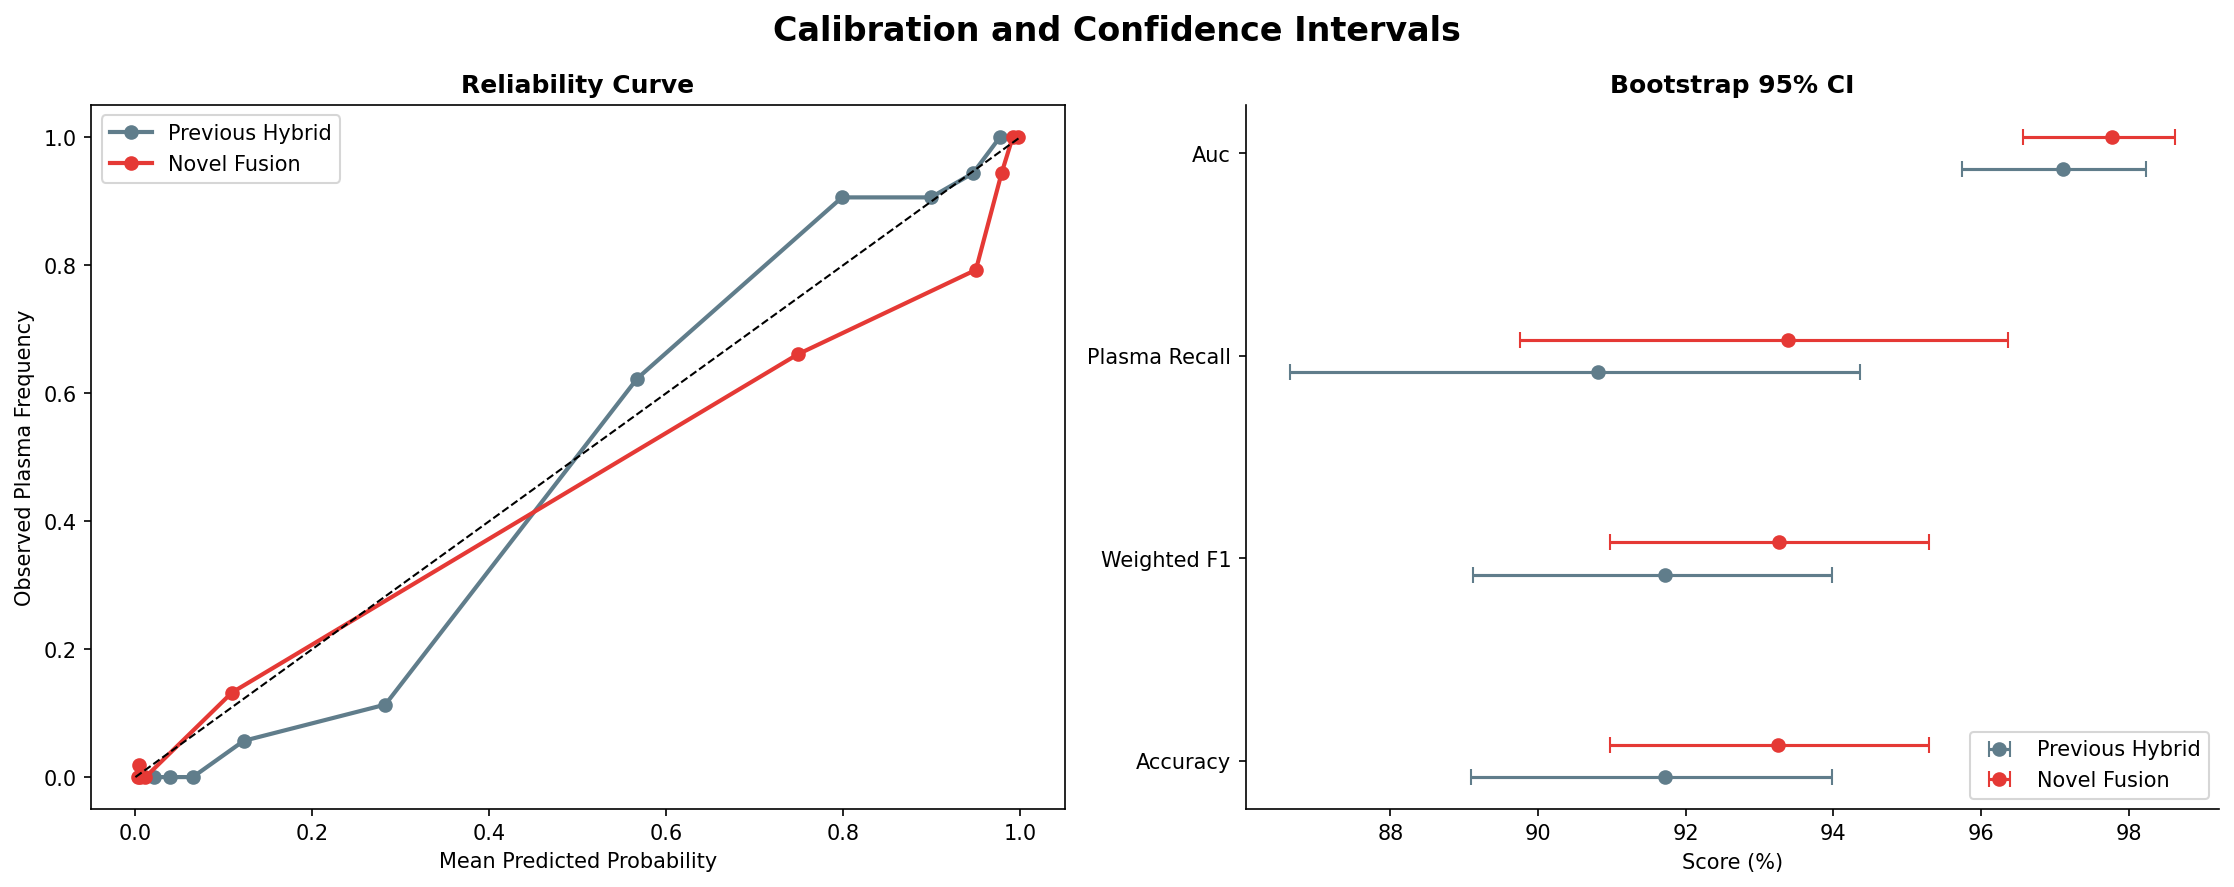 Calibration and Confidence Intervals
Reliability Curve
Previous Hybrid
Novel Fusion
Observed Plasma Frequency
1.0
0.8
0.6
0.4
0.2
0.0
0.0 0.2 0.4 0.6 0.8 1.0
Mean Predicted Probability
Bootstrap 95% CI
Auc
Plasma Recall
Weighted F1
Accuracy
Previous Hybrid
Novel Fusion
88 90 92 94 96 98
Score (%)